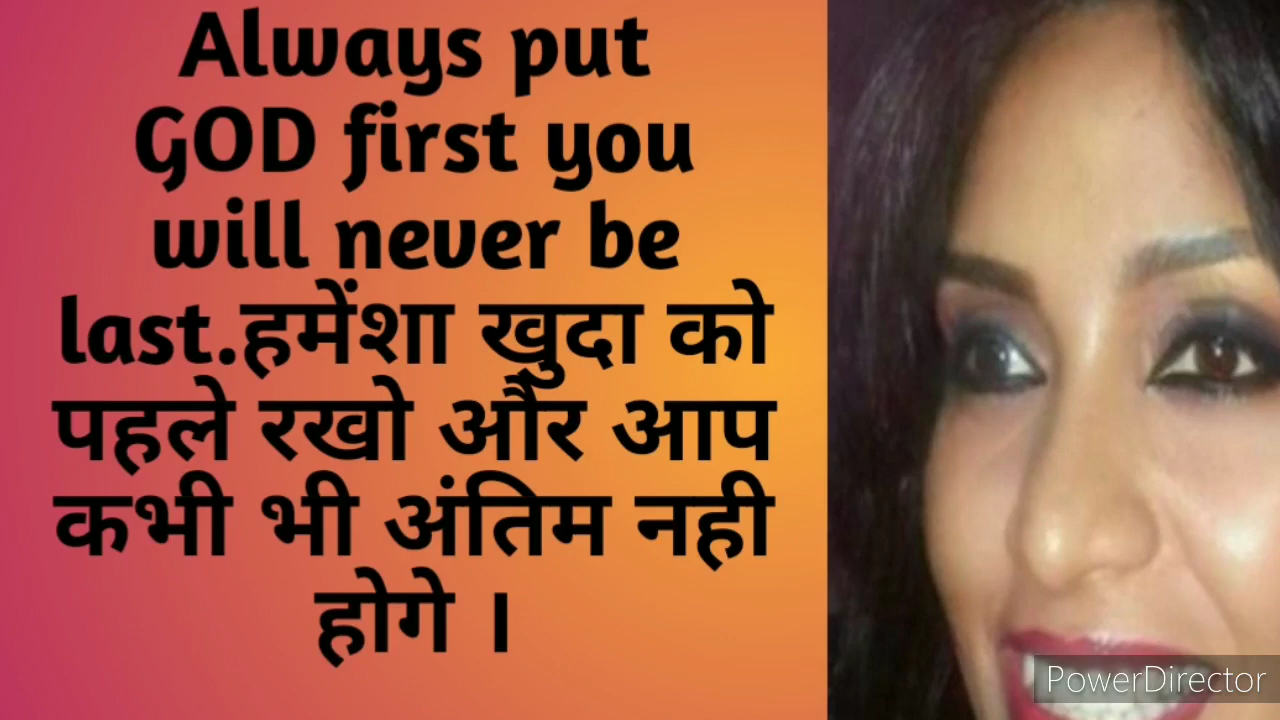 Always put
GOD first you
will never be
last.हमेंशा खुदा को
पहले रखो और आप
कभी भी अंतिम नही
होगे ।
PowerDirector